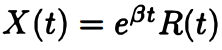 X(t) = e^{βt}R(t)